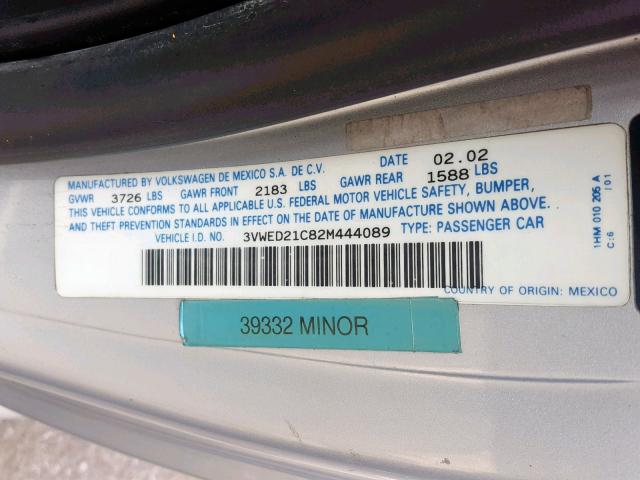 MANUFACTURED BY VOLKSWAGEN DE MEXICO S.A. DE C.V. DATE 02.02
GVWR 3726 LBS GAWR FRONT 2183 LBS GAWR REAR 1588 LBS
THIS VEHICLE CONFORMS TO ALL APPLICABLE U.S. FEDERAL MOTOR VEHICLE SAFETY, BUMPER,
AND THEFT PREVENTION STANDARDS IN EFFECT ON THE DATE OF MANUFACTURE SHOWN ABOVE.
VEHICLE I.D. NO. 3VWED21C82M444089 TYPE: PASSENGER CAR
COUNTRY OF ORIGIN: MEXICO
1HM 010 205 A
C:6 /01
39332 MINOR